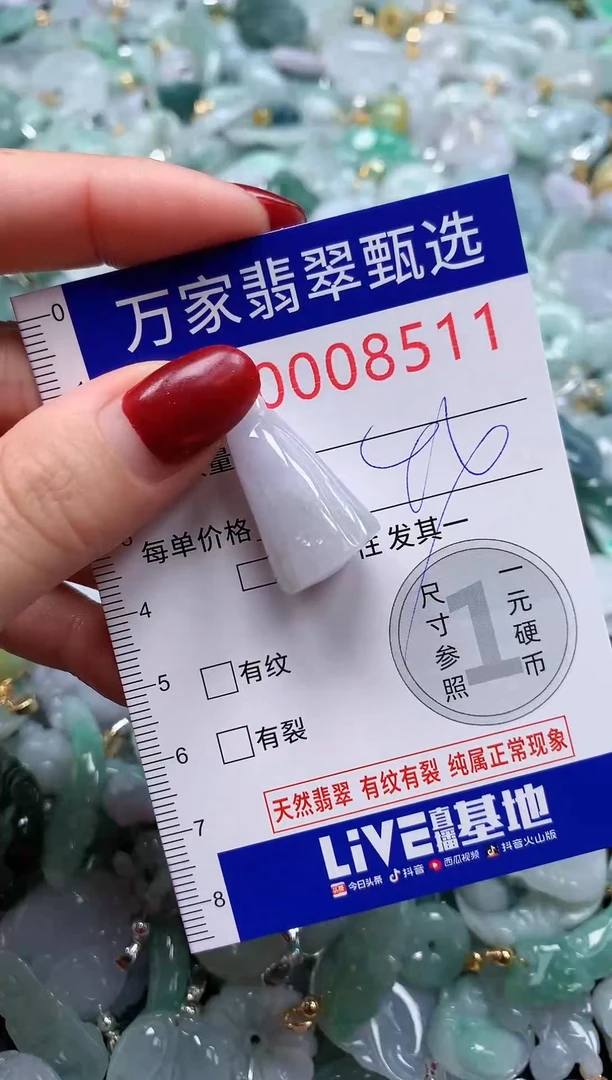 万家翡翠甄选
0008511
量
每单价格 在 发其一
尺寸参照
1
一元硬币
有纹
有裂
天然翡翠 有纹有裂 纯属正常现象
LiVE直播基地
今日头条 抖音 西瓜视频 抖音火山版
0
4
5
6
7
8